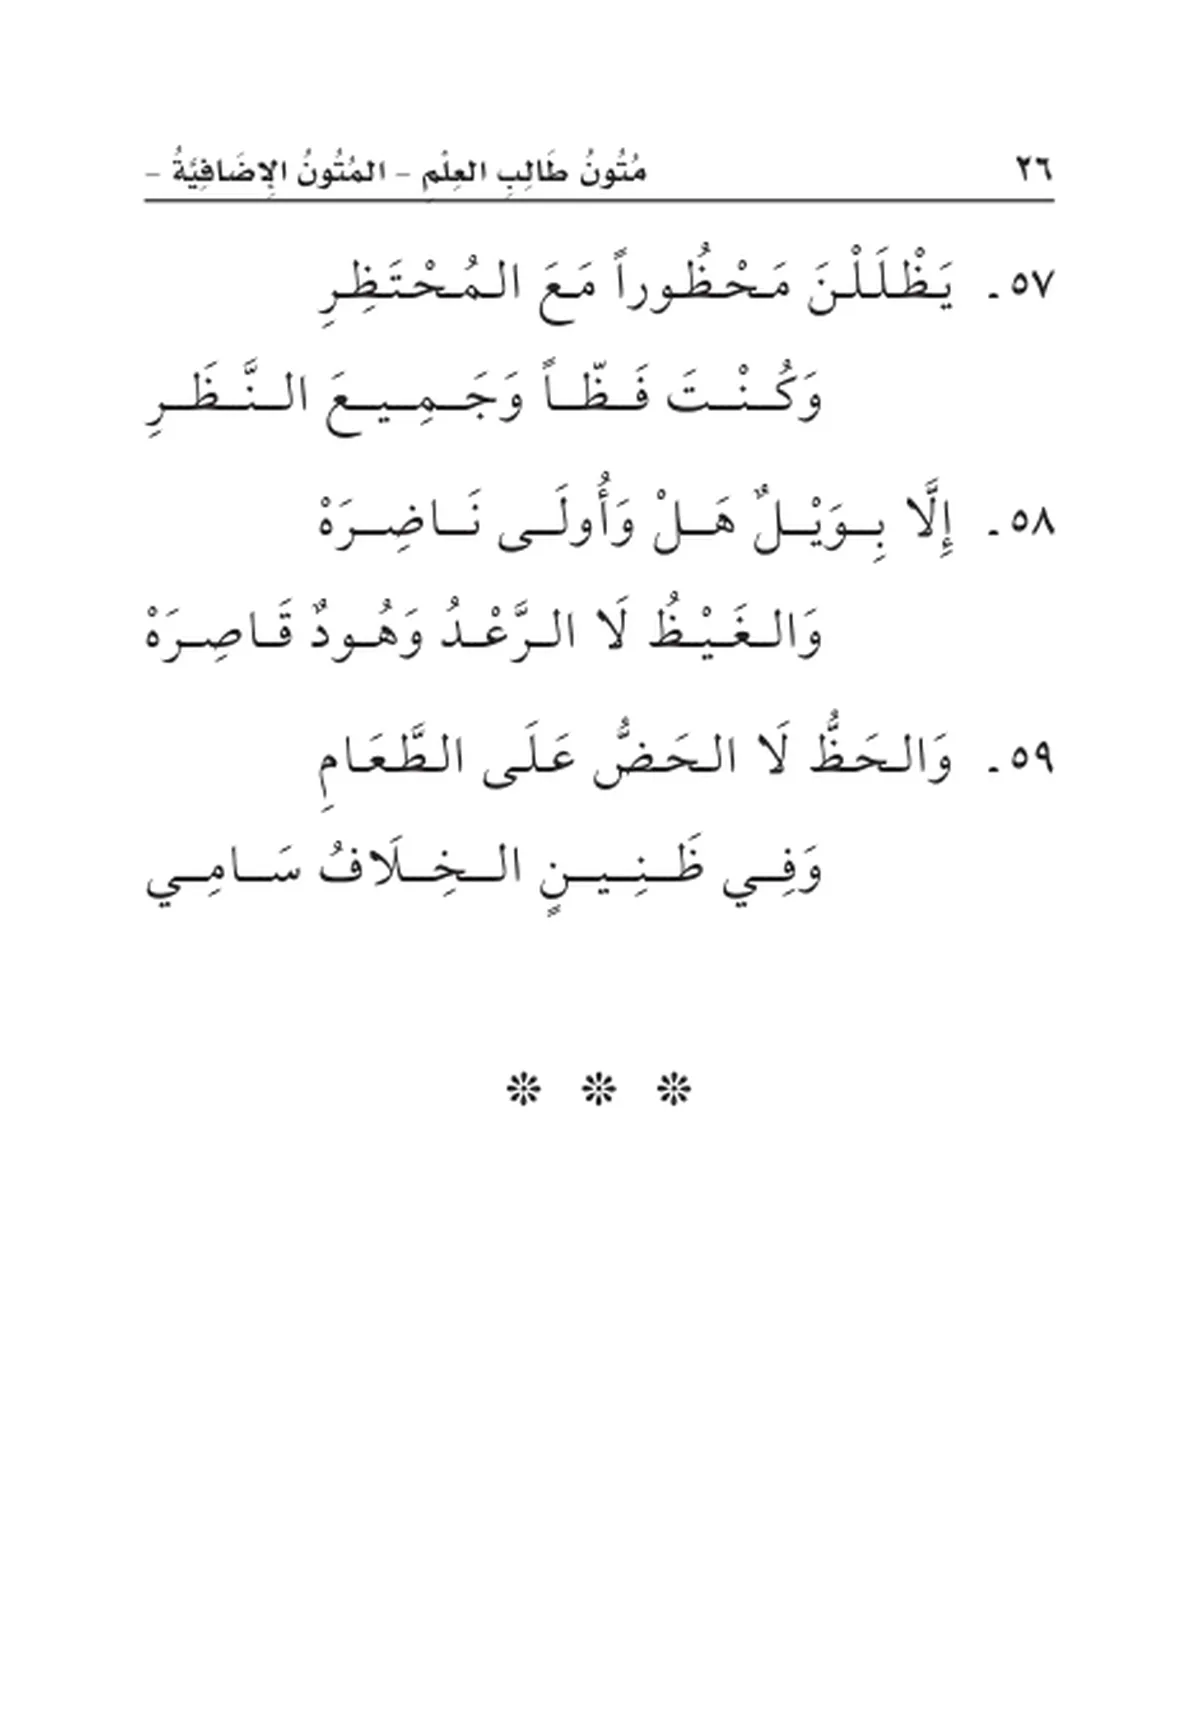 ٢٦ مُتُونُ طَالِبِ العِلْمِ - المُتُونُ الإِضَافِيَّةُ -
٥٧ - يَظْلَلْنَ مَحْظُوراً مَعَ المُحْتَظِرِ
وَكُنْتَ فَظّاً وَجَمِيعَ النَّظَرِ
٥٨ - إِلَّا بِوَيْلٌ هَلْ وَأُولَى نَاضِرَهْ
وَالغَيْظُ لَا الرَّعْدُ وَهُودٌ قَاصِرَهْ
٥٩ - وَالحَظُّ لَا الحَضُّ عَلَى الطَّعَامِ
وَفِي ظَنِينٍ الخِلَافُ سَامِي